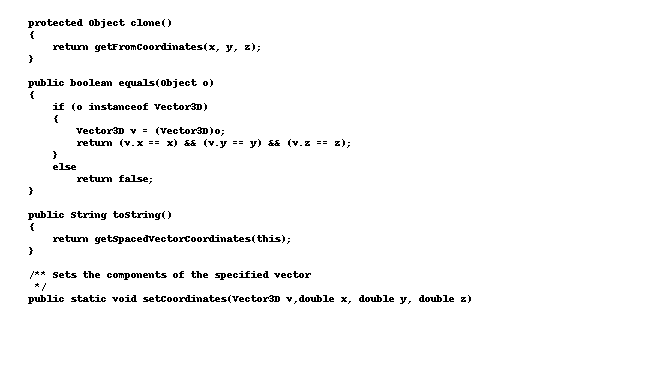 protected Object clone()
{
    return getFromCoordinates(x, y, z);
}
public boolean equals(Object o)
{
    if (o instanceof Vector3D)
    {
        Vector3D v = (Vector3D)o;
        return (v.x == x) && (v.y == y) && (v.z == z);
    }
    else
        return false;
}
public String toString()
{
    return getSpacedVectorCoordinates(this);
}
/** Sets the components of the specified vector
 */
public static void setCoordinates(Vector3D v,double x, double y, double z)